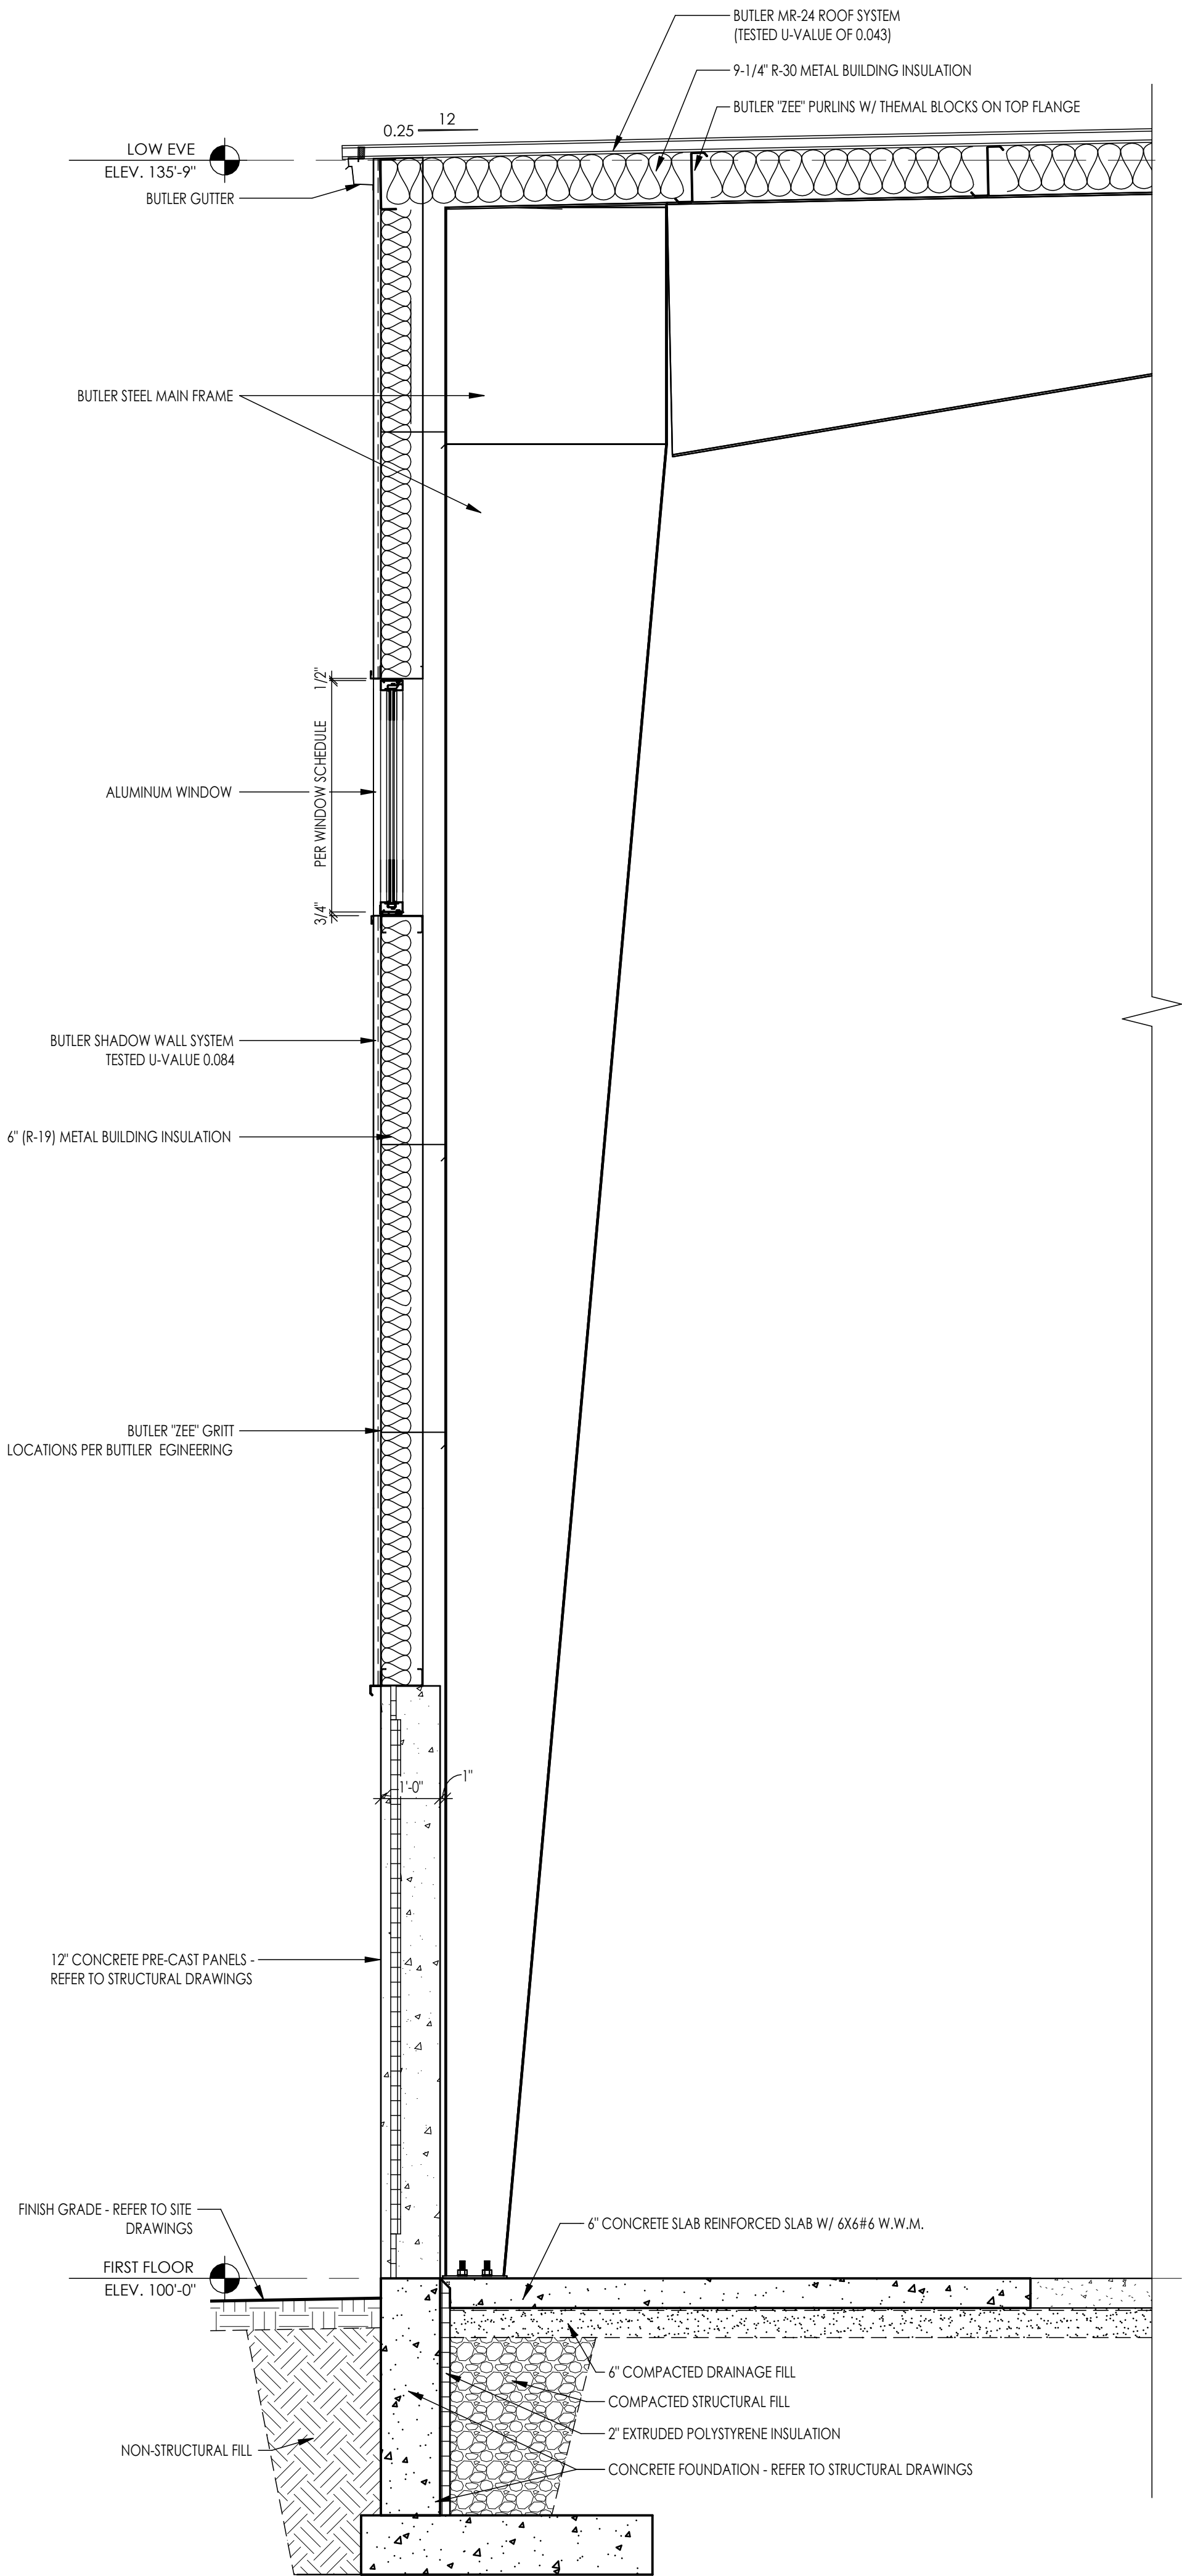 BUTLER MR-24 ROOF SYSTEM
(TESTED U-VALUE OF 0.043)
9-1/4" R-30 METAL BUILDING INSULATION
BUTLER "ZEE" PURLINS W/ THEMAL BLOCKS ON TOP FLANGE
12
0.25
LOW EVE
ELEV. 135'-9"
BUTLER GUTTER
BUTLER STEEL MAIN FRAME
1/2"
PER WINDOW SCHEDULE
3/4"
ALUMINUM WINDOW
BUTLER SHADOW WALL SYSTEM
TESTED U-VALUE 0.084
6" (R-19) METAL BUILDING INSULATION
BUTLER "ZEE" GRITT
LOCATIONS PER BUTTLER EGINEERING
1'-0"
1"
12" CONCRETE PRE-CAST PANELS -
REFER TO STRUCTURAL DRAWINGS
FINISH GRADE - REFER TO SITE
DRAWINGS
6" CONCRETE SLAB REINFORCED SLAB W/ 6X6#6 W.W.M.
FIRST FLOOR
ELEV. 100'-0"
6" COMPACTED DRAINAGE FILL
COMPACTED STRUCTURAL FILL
2" EXTRUDED POLYSTYRENE INSULATION
NON-STRUCTURAL FILL
CONCRETE FOUNDATION - REFER TO STRUCTURAL DRAWINGS